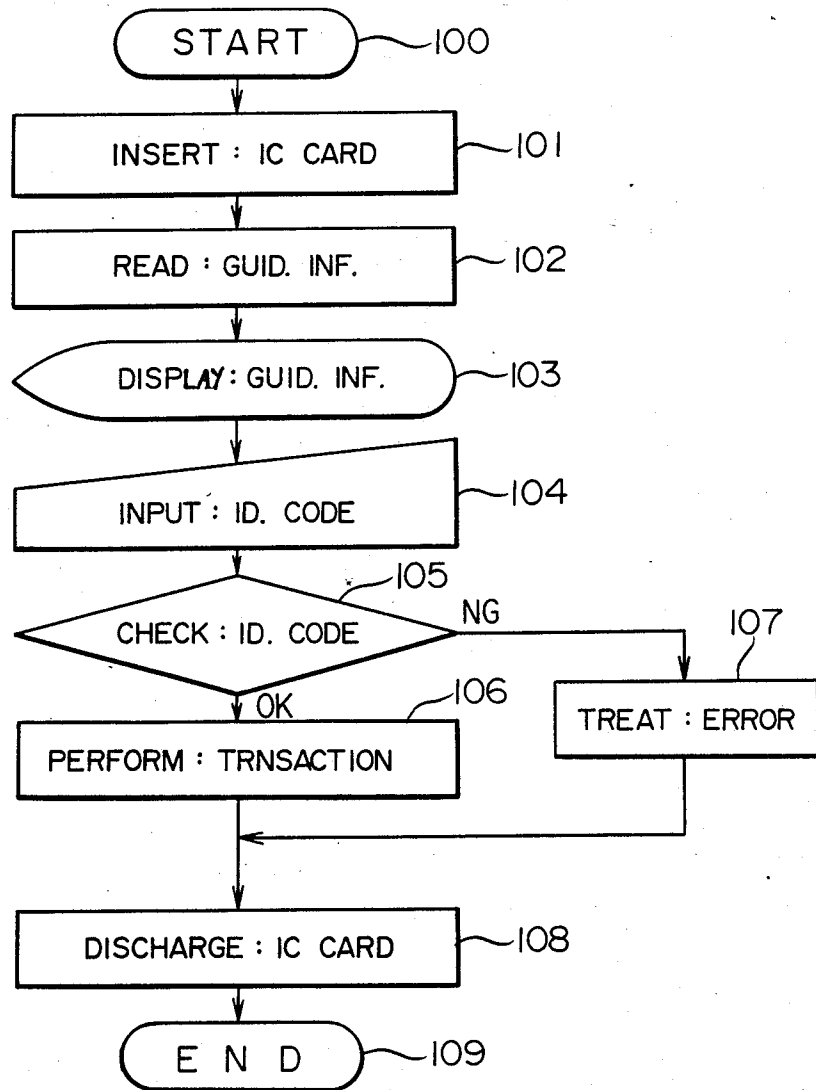 START
100
INSERT : IC CARD
101
READ : GUID. INF.
102
DISPLAY : GUID. INF.
103
INPUT : ID. CODE
104
105
CHECK : ID. CODE
NG
107
OK
106
TREAT : ERROR
PERFORM : TRNSACTION
DISCHARGE : IC CARD
108
END
109